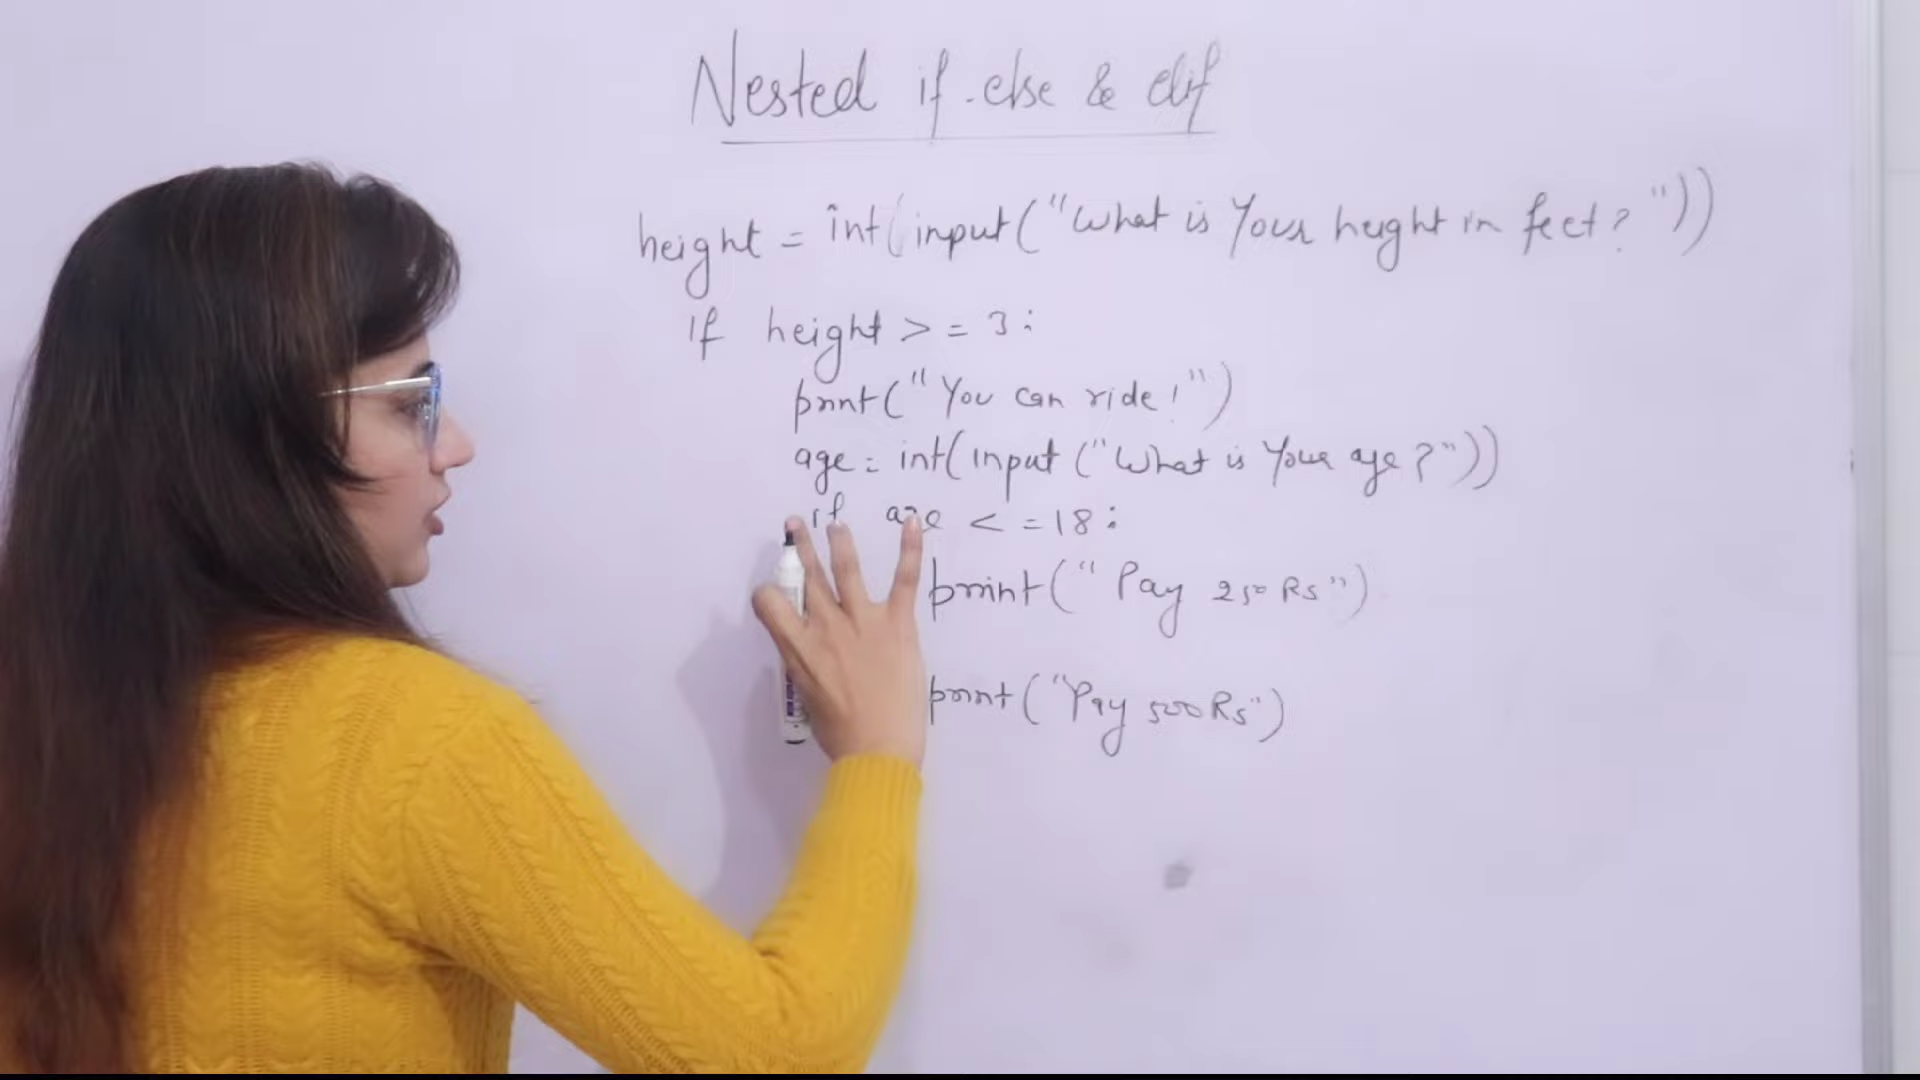 Nested if-else & elif
height = int(input("What is Your height in feet?"))
if height >= 3:
print("You can ride!")
age = int(input("What is Your age?"))
if age <=18:
print("Pay 250 Rs")
print("Pay 500 Rs")